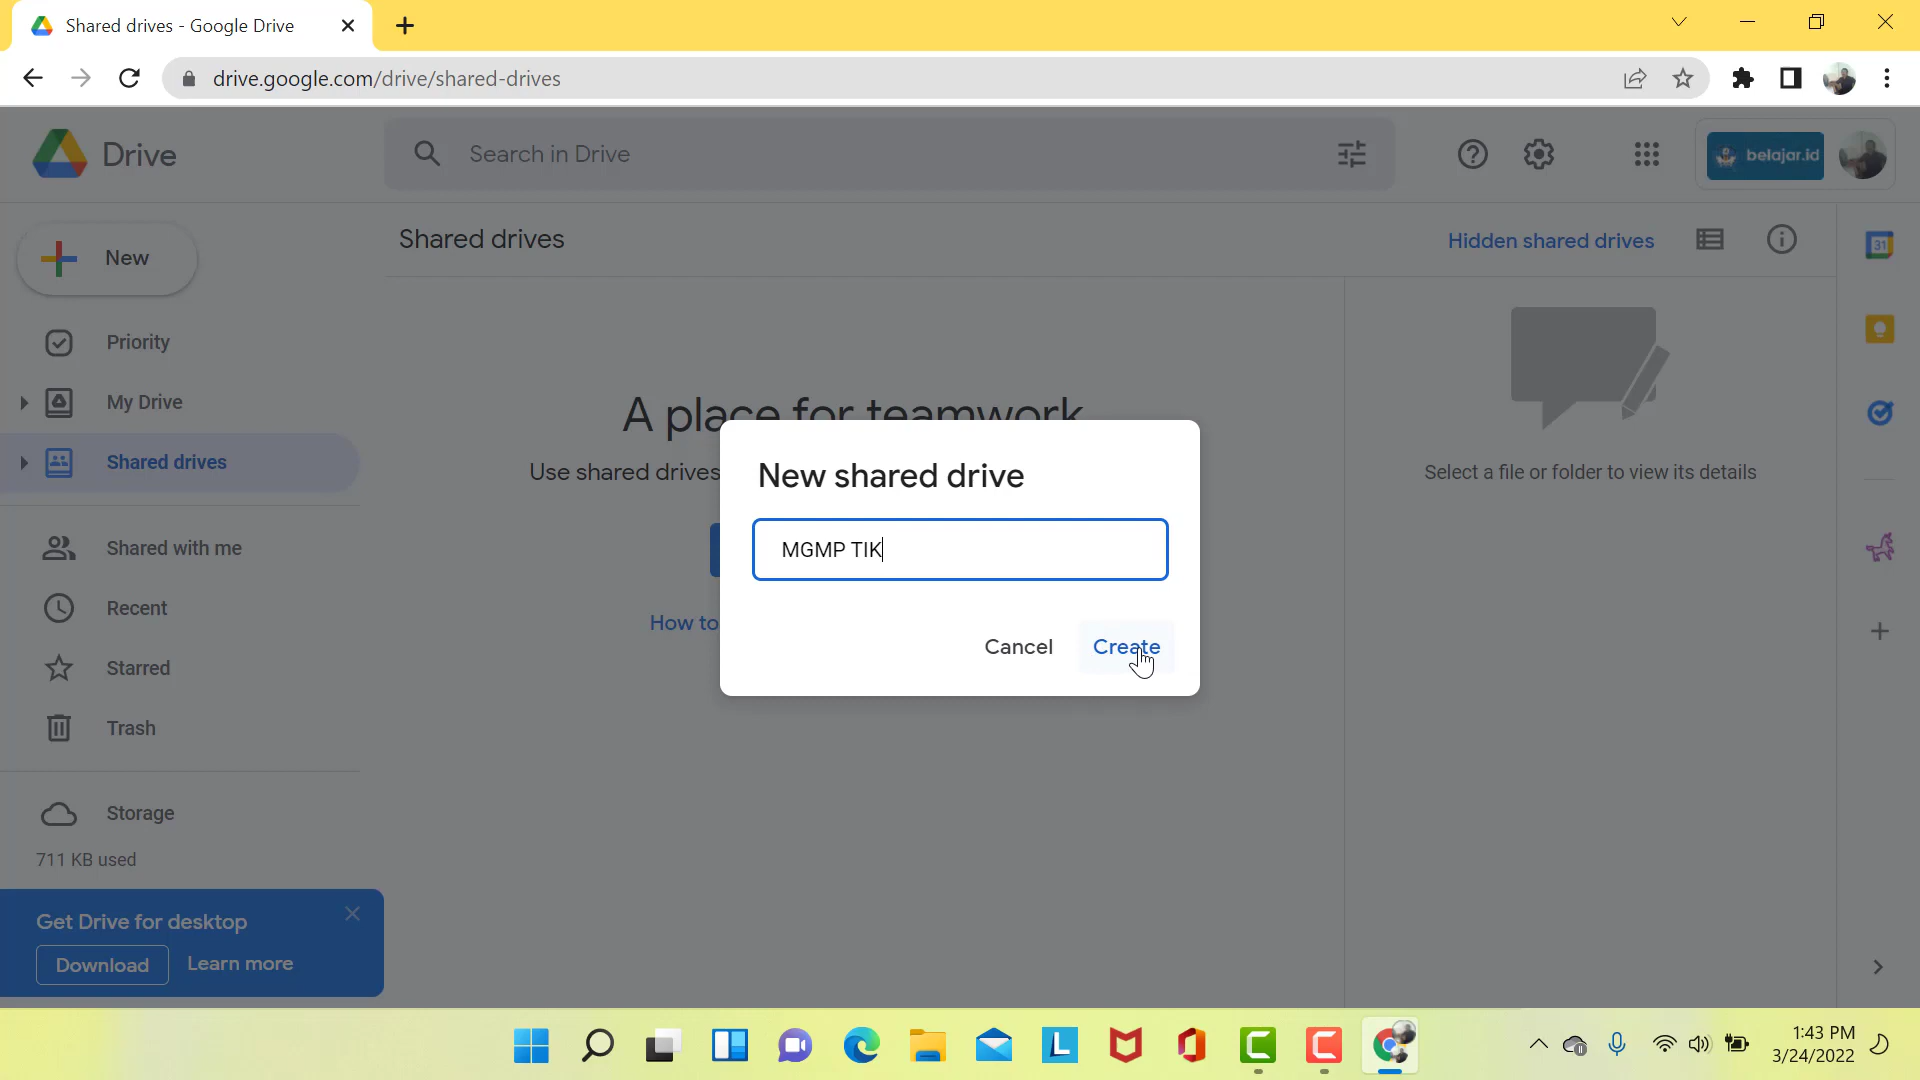 Shared drives - Google Drive
drive.google.com/drive/shared-drives
Drive
Search in Drive
belajar.id
New
Shared drives
Hidden shared drives
31
Priority
My Drive
Shared drives
A place for teamwork
Use shared drives
Select a file or folder to view its details
New shared drive
MGMP TIK
How to
Cancel
Create
Shared with me
Recent
Starred
Trash
Storage
711 KB used
Get Drive for desktop
Download
Learn more
L
1:43 PM
3/24/2022